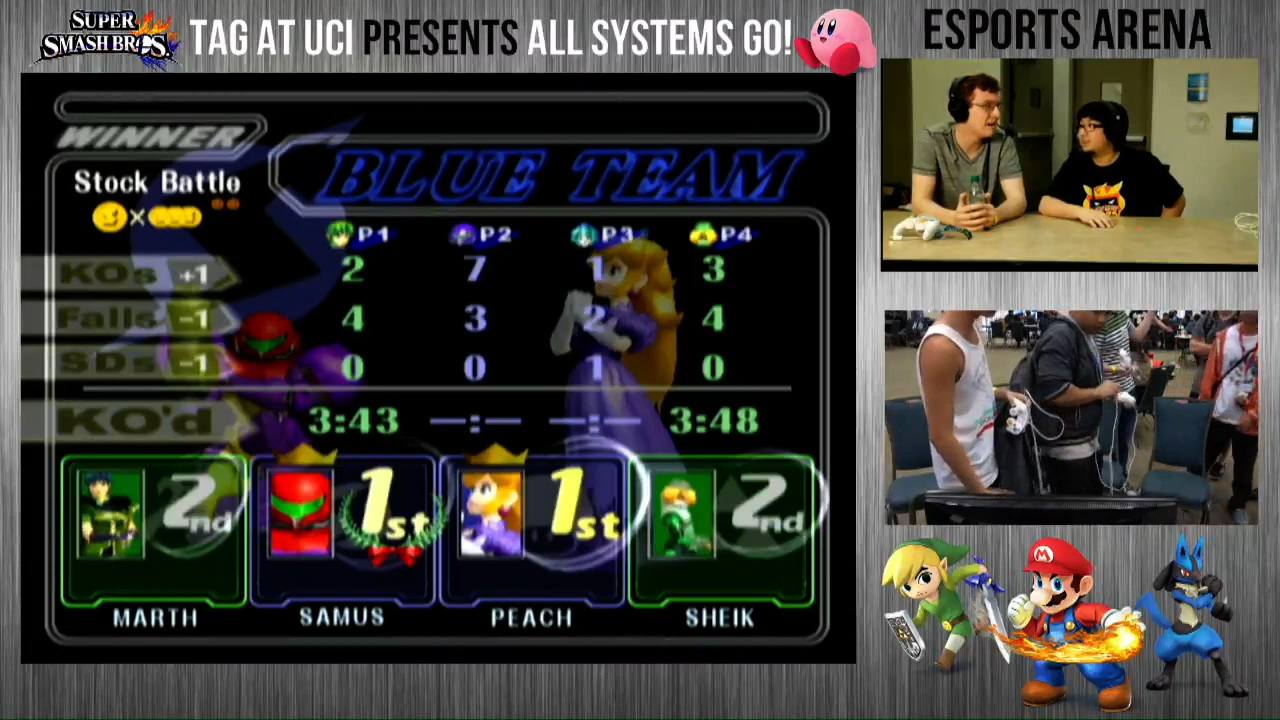 SUPER
SMASH BROS.
TAG AT UCI PRESENTS ALL SYSTEMS GO!
ESPORTS ARENA
WINNER
BLUE TEAM
Stock Battle
×
P1 P2 P3 P4
KOs +1 2 7 1 3
Falls -1 4 3 2 4
SDs -1 0 0 1 0
KO'd 3:43 --:-- --:-- 3:48
2nd 1st 1st 2nd
MARTH SAMUS PEACH SHEIK
M